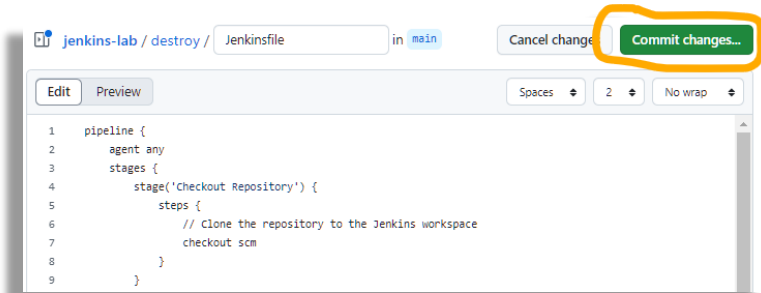 jenkins-lab / destroy / Jenkinsfile in main Cancel change Commit changes...
Edit Preview Spaces 2 No wrap
1 pipeline {
2 agent any
3 stages {
4 stage('Checkout Repository') {
5 steps {
6 // Clone the repository to the Jenkins workspace
7 checkout scm
8 }
9 }